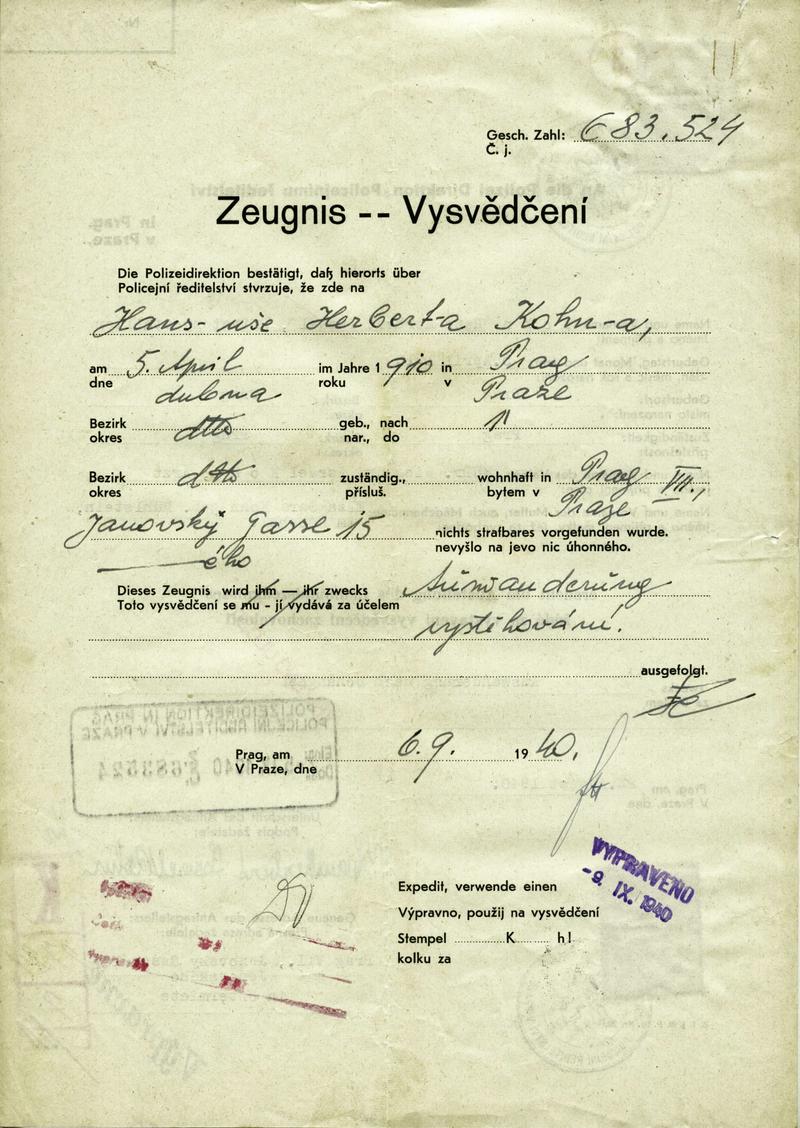 Gesch. Zahl: 683.524
Č. j.
Zeugnis -- Vysvědčení
Die Polizeidirektion bestätigt, daß hierorts über
Policejní ředitelství stvrzuje, že zde na
Hans- uše Herbert-a Kohn-a,
am 5. April im Jahre 1910 in Prag
dne dubna roku v Praze
Bezirk dtto geb., nach "
okres nar., do
Bezirk dtto zuständig., wohnhaft in Prag VII.,
okres přísluš. bytem v Praze
Janovský Gasse 15 nichts strafbares vorgefunden wurde.
ého nevyšlo na jevo nic úhonného.
Dieses Zeugnis wird ihm — ihr zwecks Auswanderung
Toto vysvědčení se mu - jí vydává za účelem vystěhování.
ausgefolgt.
POLIZEIDIREKTION IN PRAG
POLICEJNÍ ŘEDITELSTVÍ V PRAZE
683524
Prag, am 6.9. 1940.
V Praze, dne
VYPRAVENO
-9. IX. 1940
Expedit, verwende einen
Výpravno, použij na vysvědčení
Stempel K h!
kolku za